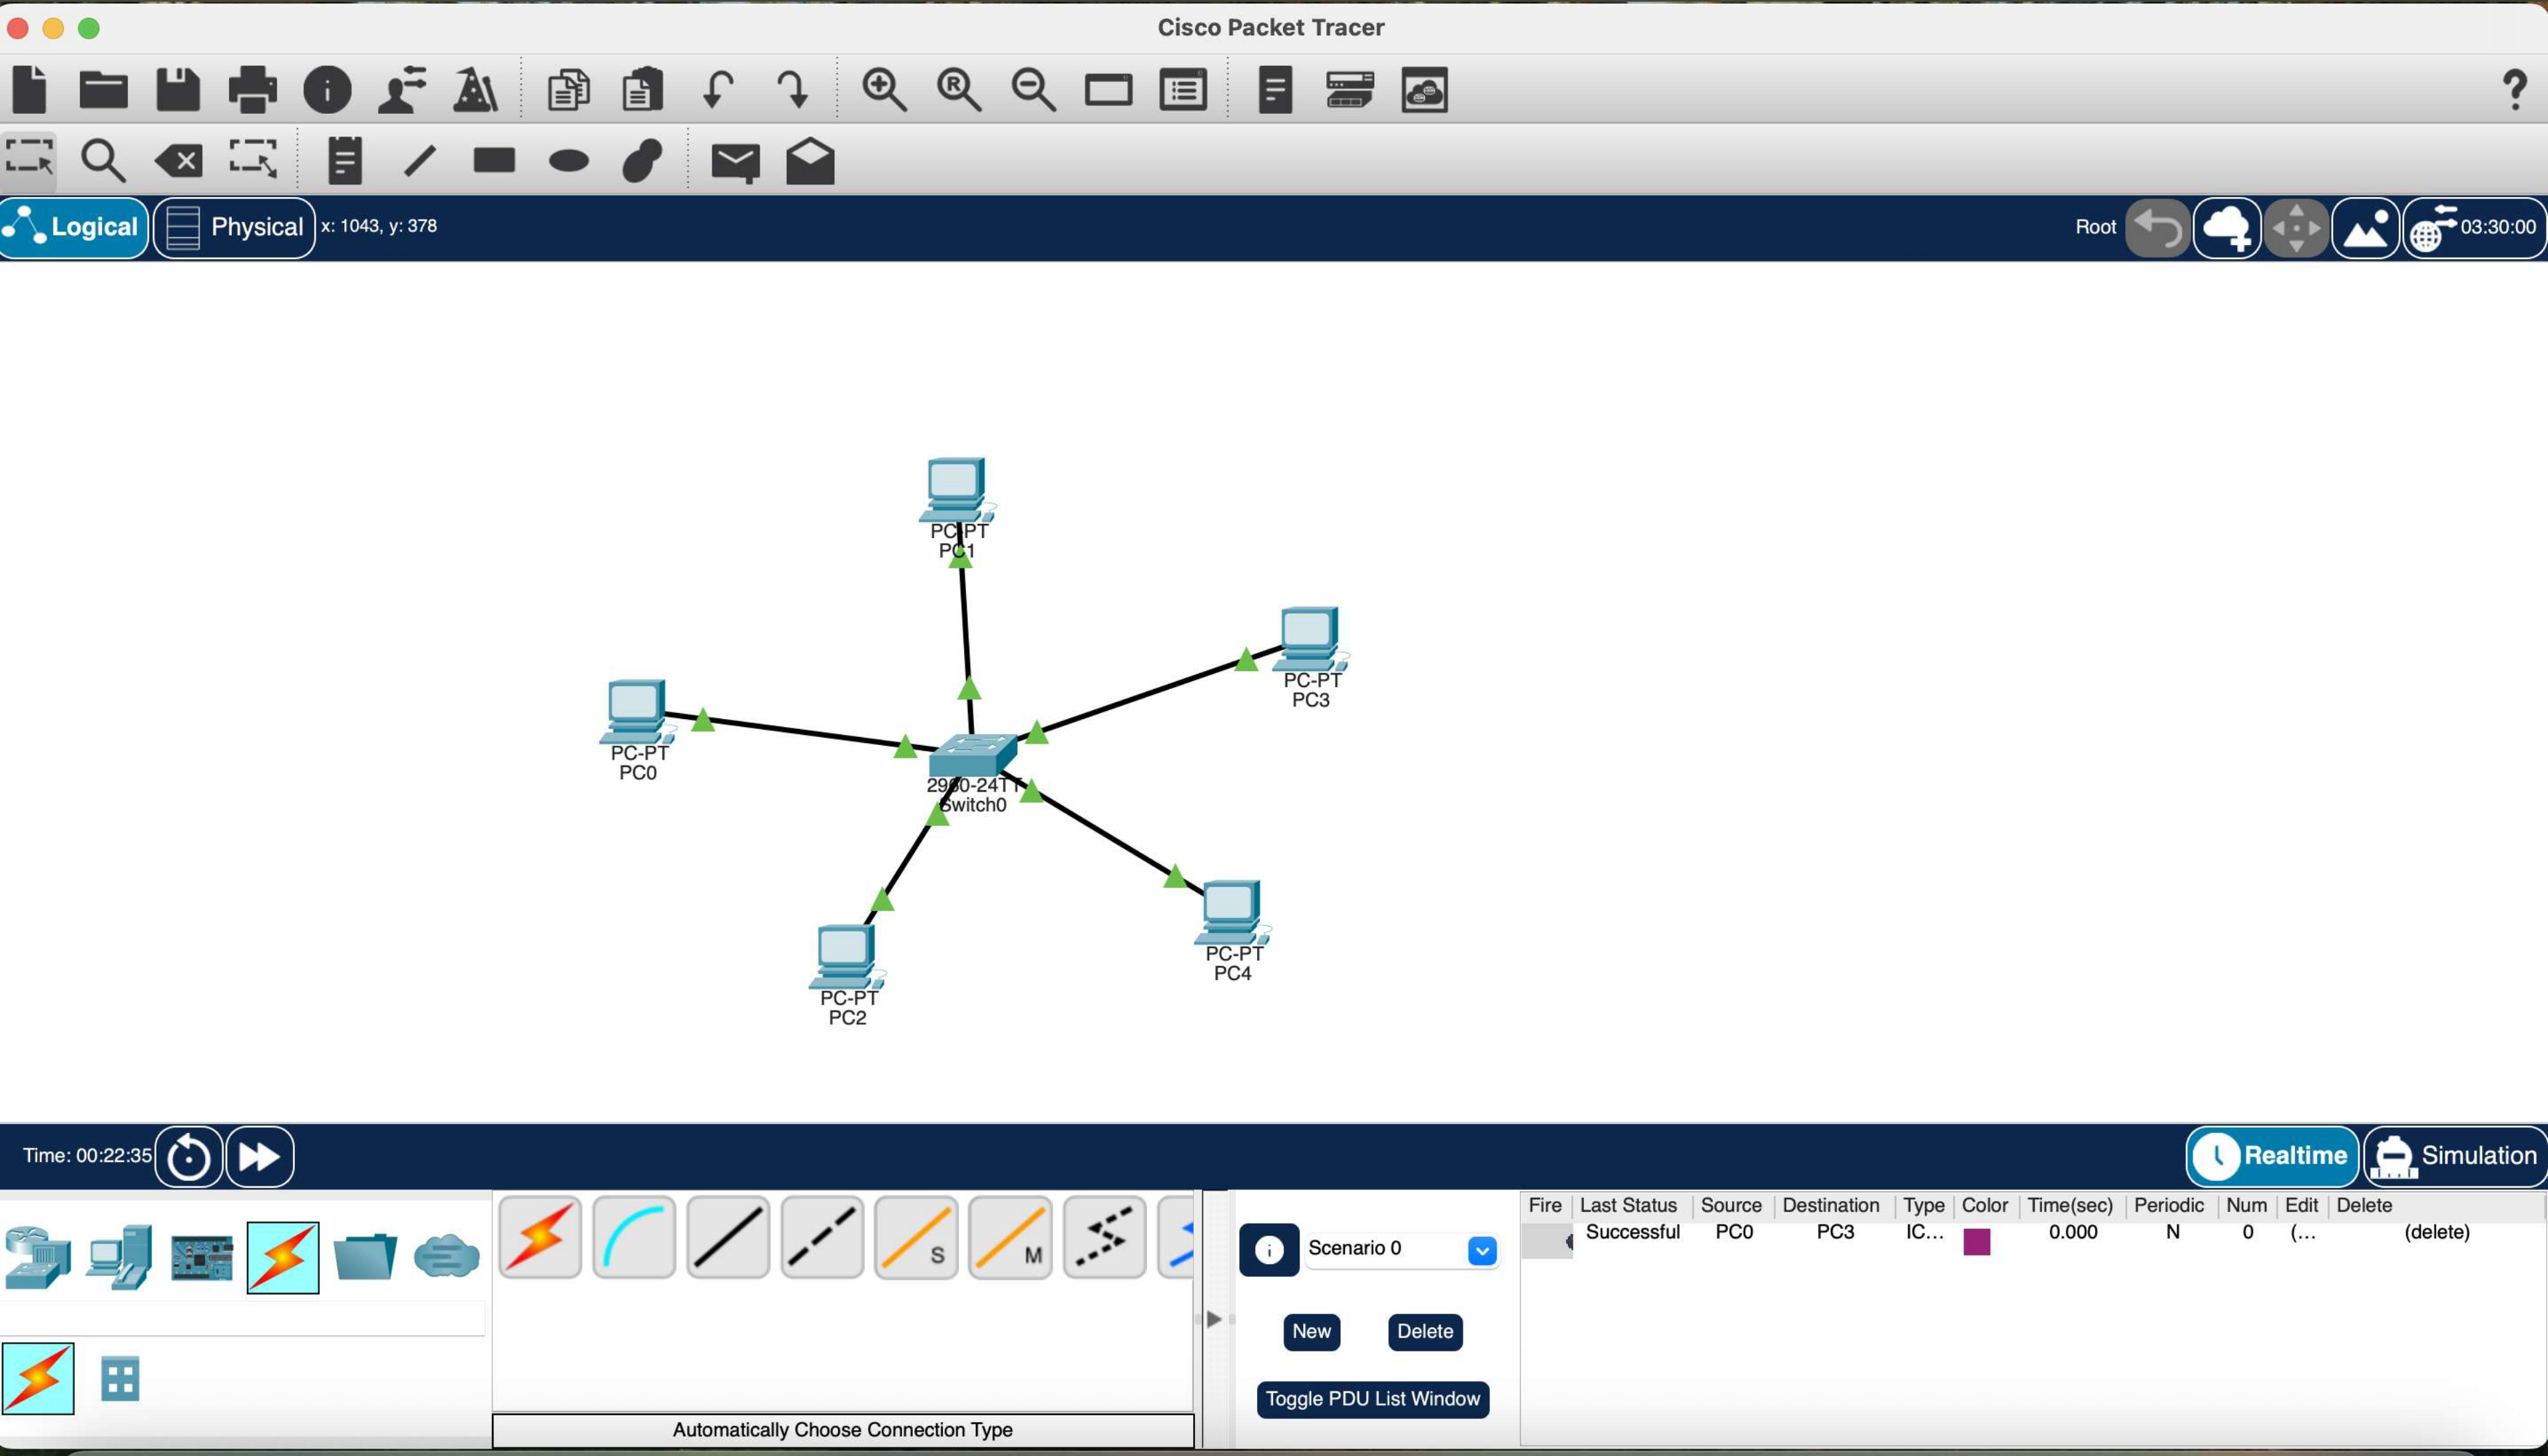 Cisco Packet Tracer
R
?
Logical Physical x: 1043, y: 378 Root 03:30:00
PC-PT
PC1
PC-PT
PC3
PC-PT
PC0
2960-24TT
Switch0
PC-PT
PC4
PC-PT
PC2
Time: 00:22:35 Realtime Simulation
Fire Last Status Source Destination Type Color Time(sec) Periodic Num Edit Delete
Successful PC0 PC3 IC... 0.000 N 0 (... (delete)
S M
Scenario 0
New Delete
Toggle PDU List Window
Automatically Choose Connection Type